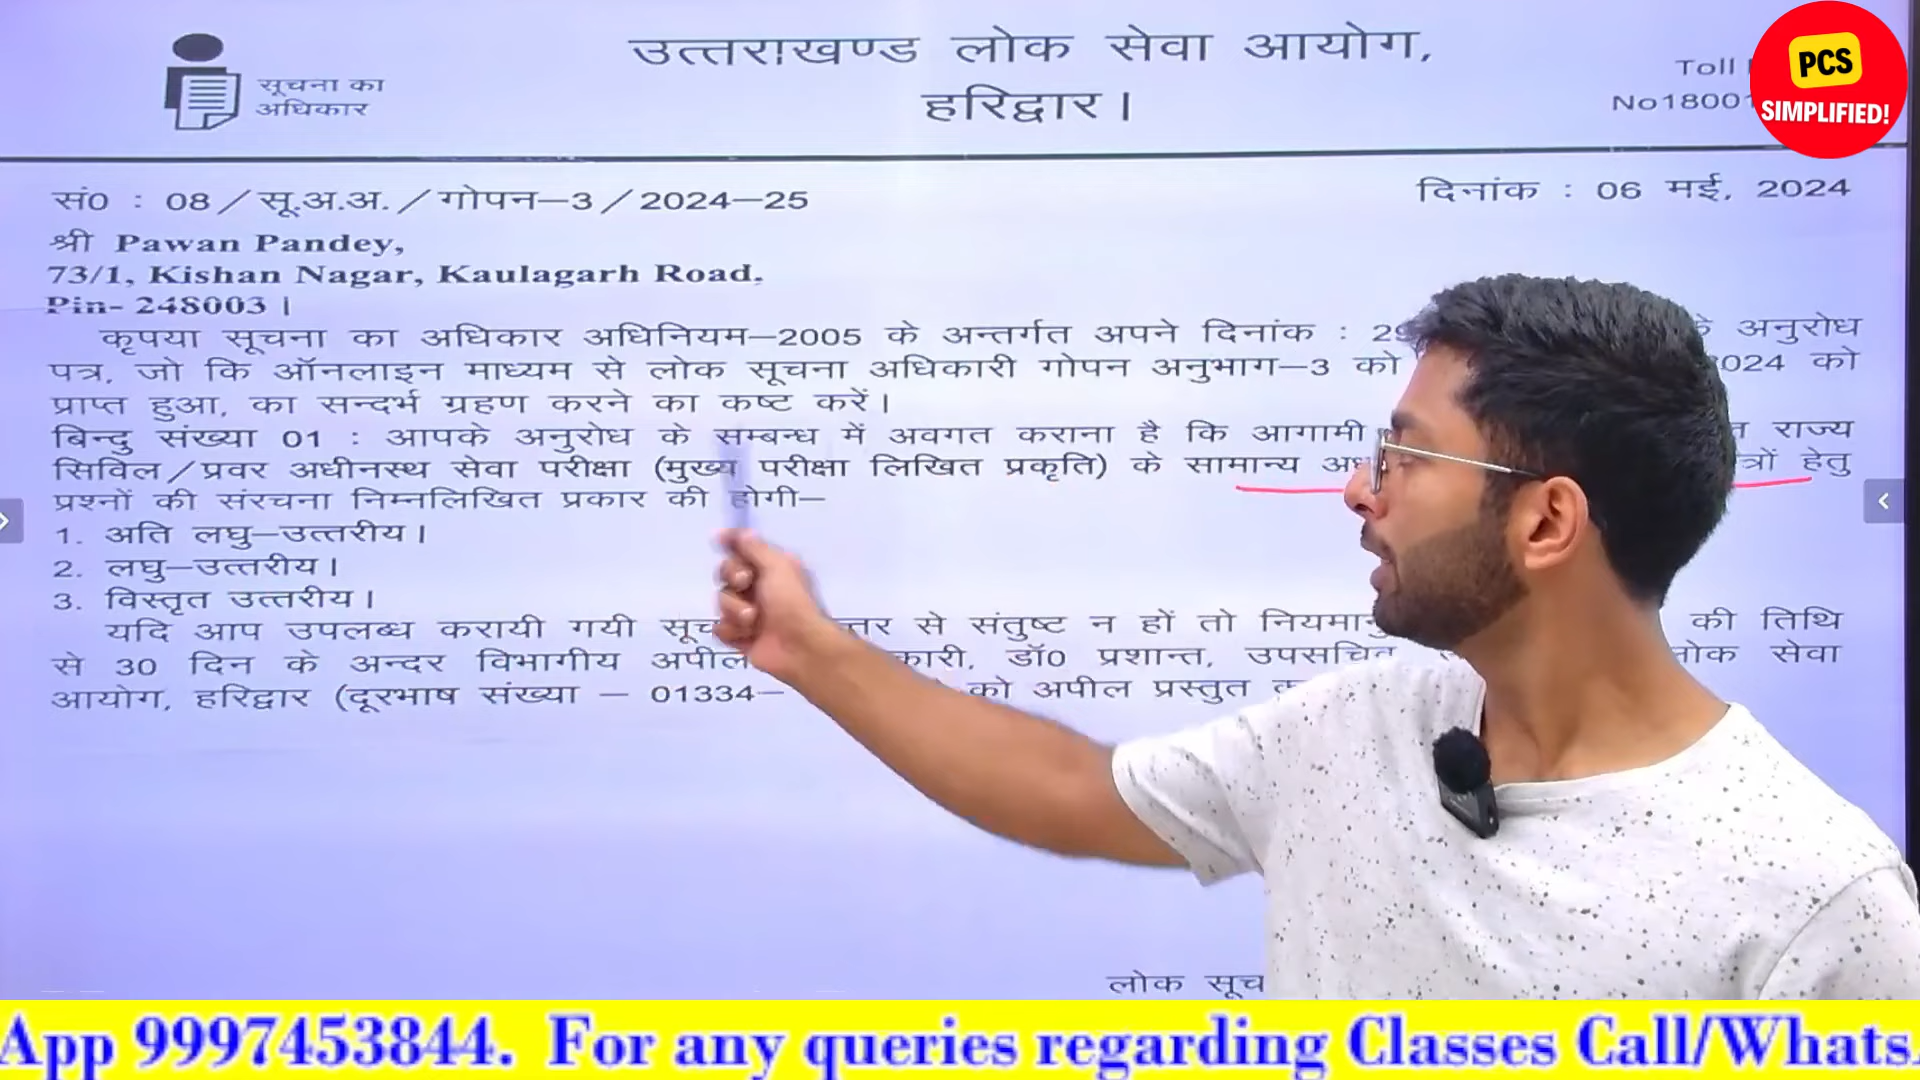 सूचना का
अधिकार
उत्तराखण्ड लोक सेवा आयोग,
हरिद्वार।
Toll
No1800
PCS
SIMPLIFIED!
सं0 : 08/सू.अ.अ./गोपन-3/2024-25
दिनांक : 06 मई, 2024
श्री Pawan Pandey,
73/1, Kishan Nagar, Kaulagarh Road,
Pin- 248003।
कृपया सूचना का अधिकार अधिनियम-2005 के अन्तर्गत अपने दिनांक : 29 के अनुरोध
पत्र, जो कि ऑनलाइन माध्यम से लोक सूचना अधिकारी गोपन अनुभाग-3 को 024 को
प्राप्त हुआ, का सन्दर्भ ग्रहण करने का कष्ट करें।
बिन्दु संख्या 01 : आपके अनुरोध के सम्बन्ध में अवगत कराना है कि आगामी राज्य
सिविल/प्रवर अधीनस्थ सेवा परीक्षा (मुख्य परीक्षा लिखित प्रकृति) के सामान्य हेतु
प्रश्नों की संरचना निम्नलिखित प्रकार की होगी-
1. अति लघु-उत्तरीय।
2. लघु-उत्तरीय।
3. विस्तृत उत्तरीय।
यदि आप उपलब्ध करायी गयी से संतुष्ट न हों तो की तिथि
से 30 दिन के अन्दर विभागीय अपील डॉ0 प्रशान्त, उपसचिव सेवा
आयोग, हरिद्वार (दूरभाष संख्या - 01334- को अपील प्रस्तुत
लोक
App 9997453844. For any queries regarding Classes Call/Whats